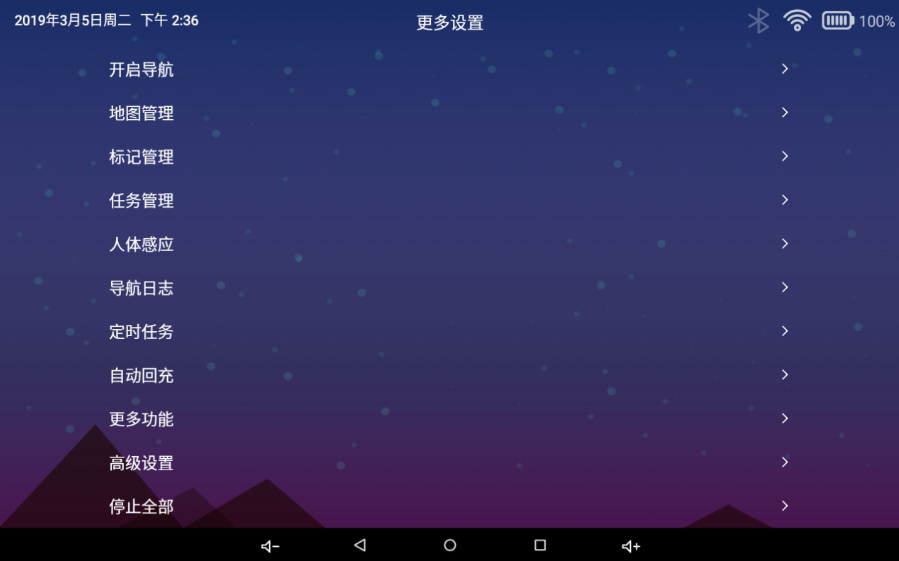 2019年3月5日周二 下午 2:36
更多设置
100%
开启导航
地图管理
标记管理
任务管理
人体感应
导航日志
定时任务
自动回充
更多功能
高级设置
停止全部